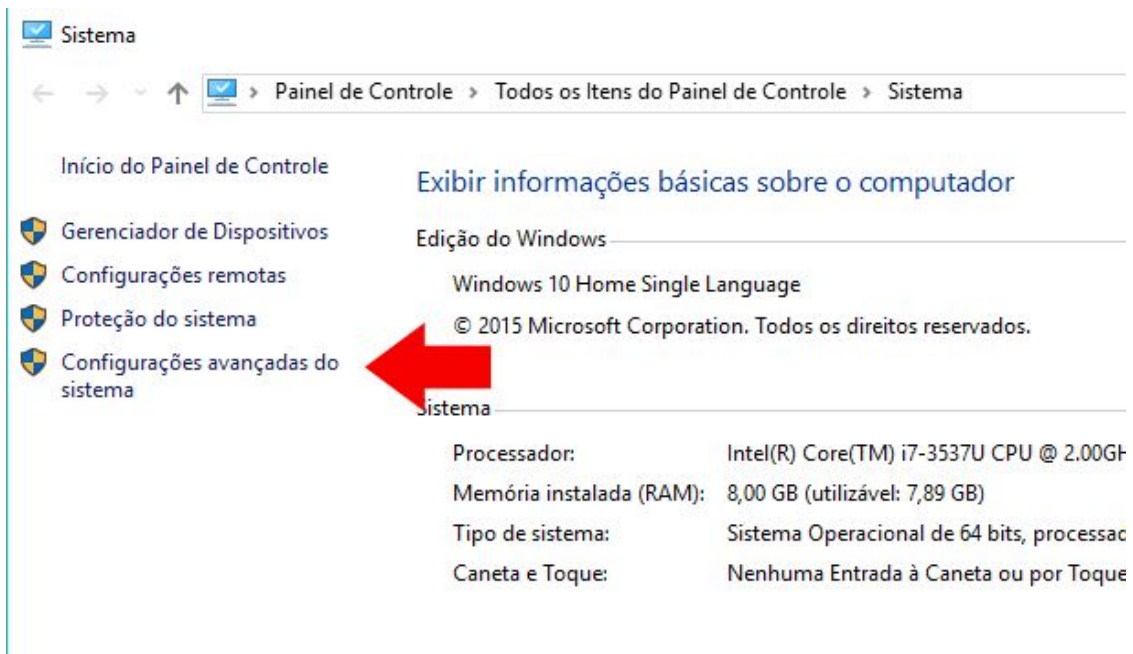 Sistema
Painel de Controle > Todos os Itens do Painel de Controle > Sistema
Início do Painel de Controle
Gerenciador de Dispositivos
Configurações remotas
Proteção do sistema
Configurações avançadas do
sistema
Exibir informações básicas sobre o computador
Edição do Windows
Windows 10 Home Single Language
© 2015 Microsoft Corporation. Todos os direitos reservados.
Sistema
Processador: Intel(R) Core(TM) i7-3537U CPU @ 2.00GH
Memória instalada (RAM): 8,00 GB (utilizável: 7,89 GB)
Tipo de sistema: Sistema Operacional de 64 bits, processad
Caneta e Toque: Nenhuma Entrada à Caneta ou por Toque